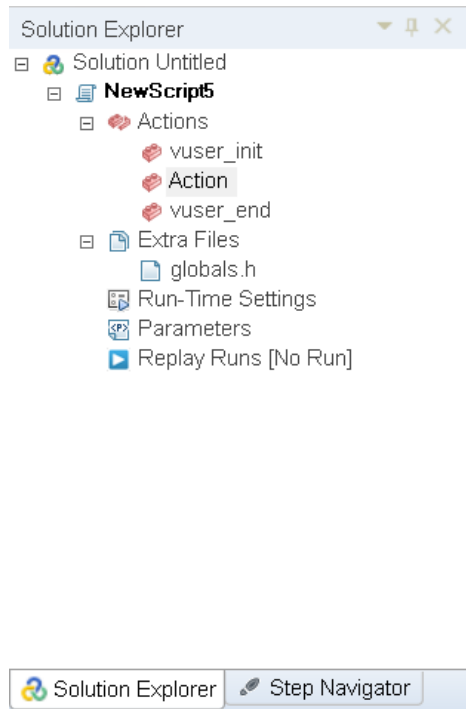 Solution Explorer
Solution Untitled
NewScript5
Actions
vuser_init
Action
vuser_end
Extra Files
globals.h
Run-Time Settings
Parameters
Replay Runs [No Run]
Solution Explorer Step Navigator